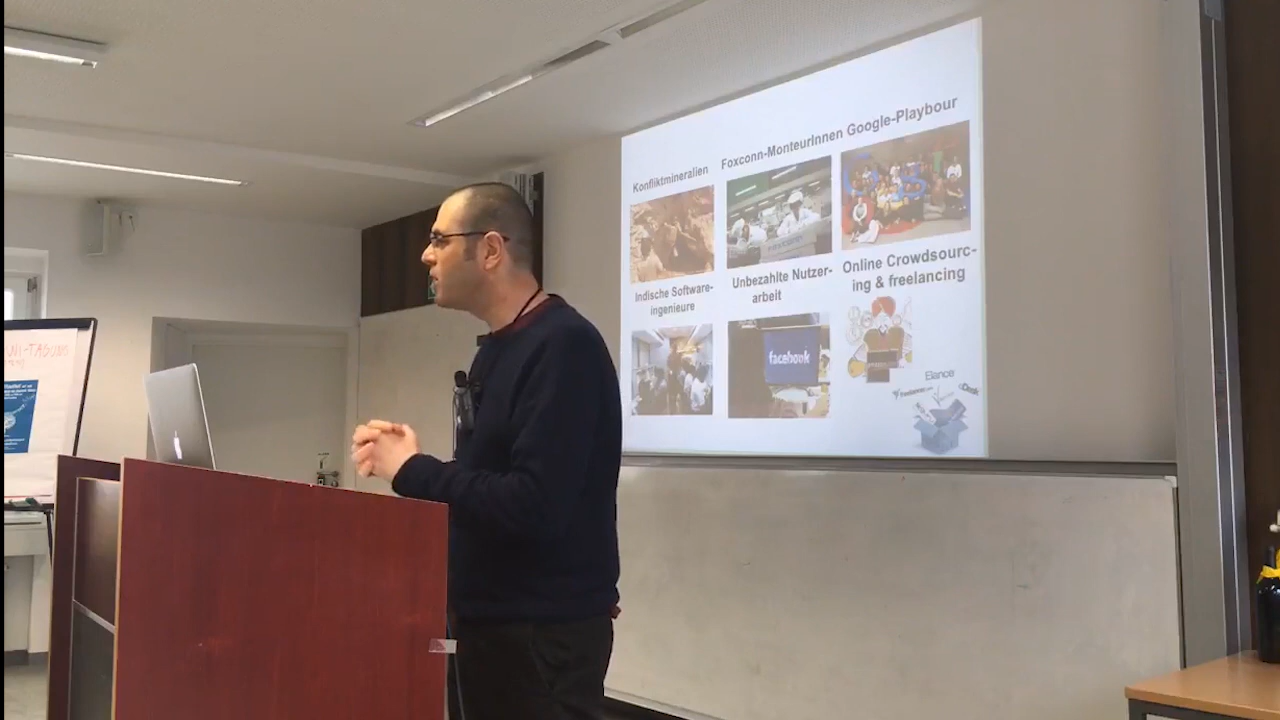 Konfliktmineralien
Foxconn-MonteurInnen
Google-Playbour
Indische Software-
ingenieure
Unbezahlte Nutzer-
arbeit
Online Crowdsourc-
ing & freelancing
facebook
Elance